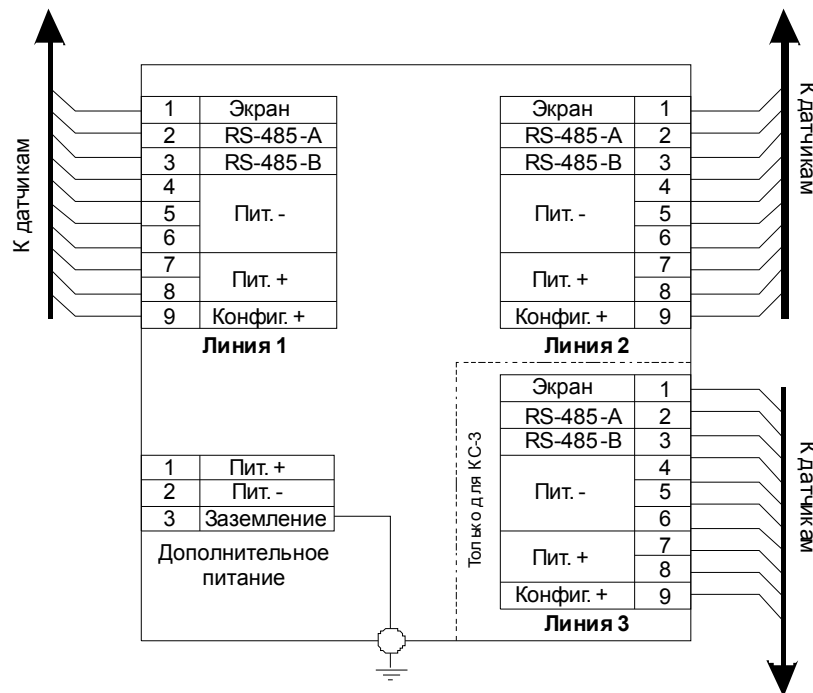 К датчикам
1 Экран
2 RS-485-A
3 RS-485-B
4
5 Пит. -
6
7
8 Пит. +
9 Конфиг. +
Линия 1
Экран 1
RS-485-A 2
RS-485-B 3
4
Пит. - 5
6
7
Пит. + 8
Конфиг. + 9
Линия 2
К датчикам
1 Пит. +
2 Пит. -
3 Заземление
Дополнительное
питание
Только для КС-3
Экран 1
RS-485-A 2
RS-485-B 3
4
Пит. - 5
6
7
Пит. + 8
Конфиг. + 9
Линия 3
К датчикам